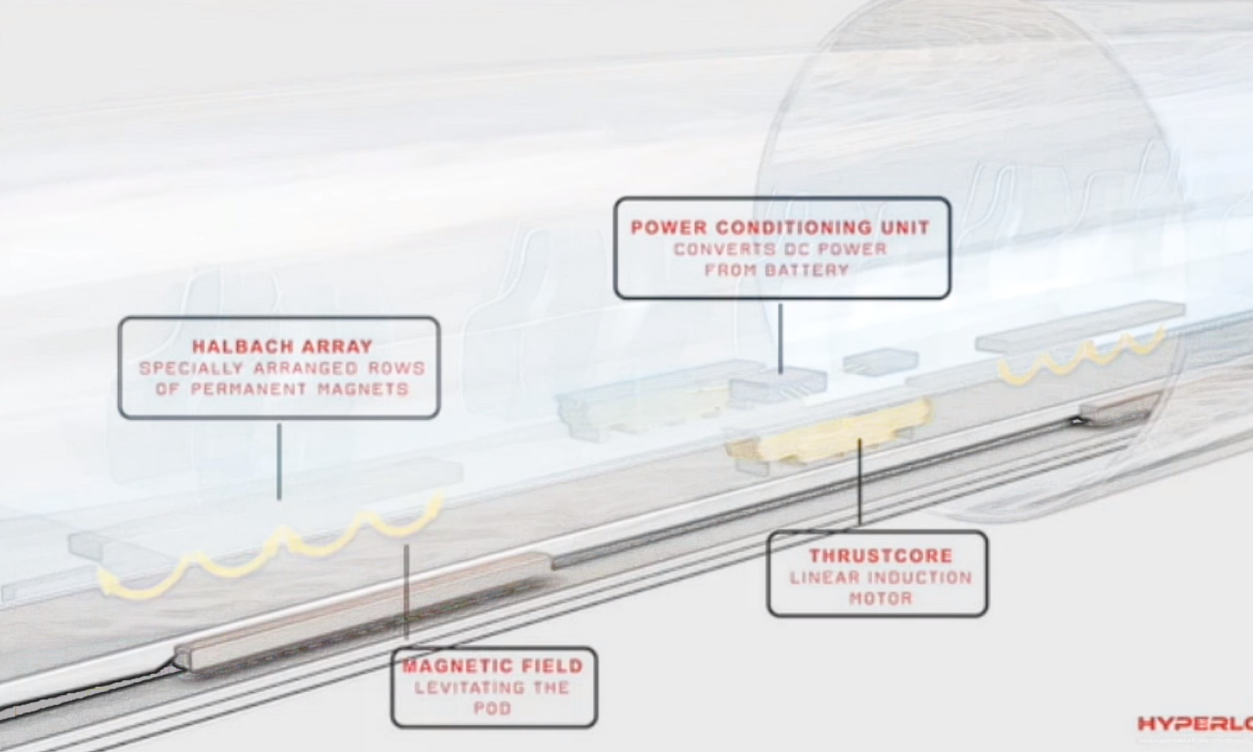 POWER CONDITIONING UNIT
CONVERTS DC POWER
FROM BATTERY
HALBACH ARRAY
SPECIALLY ARRANGED ROWS
OF PERMANENT MAGNETS
THRUSTCORE
LINEAR INDUCTION
MOTOR
MAGNETIC FIELD
LEVITATING THE
POD
HYPERLO